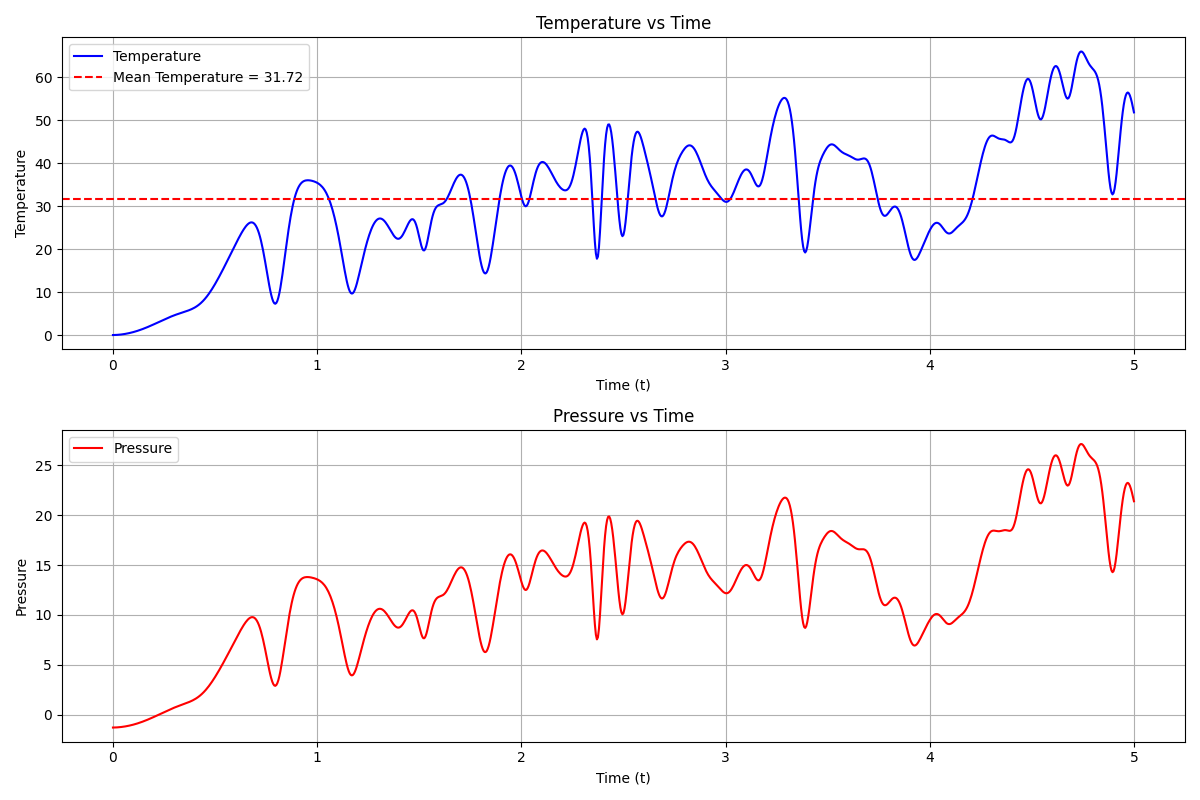 Temperature vs Time
Temperature
Mean Temperature = 31.72
Temperature
60
50
40
30
20
10
0
0 1 2 3 4 5
Time (t)
Pressure vs Time
Pressure
Pressure
25
20
15
10
5
0
0 1 2 3 4 5
Time (t)